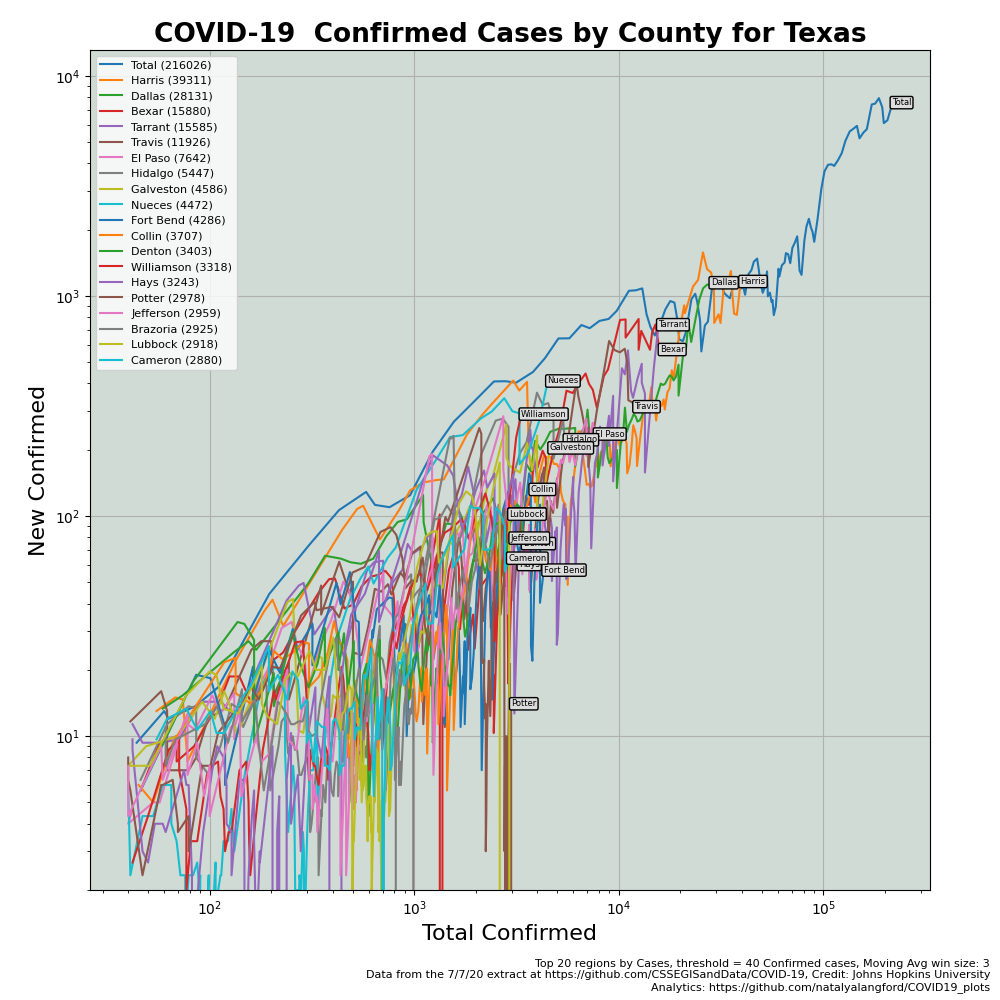 COVID-19  Confirmed Cases by County for Texas
Total (216026)
Harris (39311)
Dallas (28131)
Bexar (15880)
Tarrant (15585)
Travis (11926)
El Paso (7642)
Hidalgo (5447)
Galveston (4586)
Nueces (4472)
Fort Bend (4286)
Collin (3707)
Denton (3403)
Williamson (3318)
Hays (3243)
Potter (2978)
Jefferson (2959)
Brazoria (2925)
Lubbock (2918)
Cameron (2880)
10⁴
10³
10²
10¹
New Confirmed
Total
Dallas
Harris
Tarrant
Bexar
Nueces
Travis
Williamson
El Paso
Hidalgo
Galveston
Collin
Lubbock
Jefferson
Cameron
Fort Bend
Potter
10²
10³
10⁴
10⁵
Total Confirmed
Top 20 regions by Cases, threshold = 40 Confirmed cases, Moving Avg win size: 3
Data from the 7/7/20 extract at https://github.com/CSSEGISandData/COVID-19, Credit: Johns Hopkins University
Analytics: https://github.com/natalyalangford/COVID19_plots